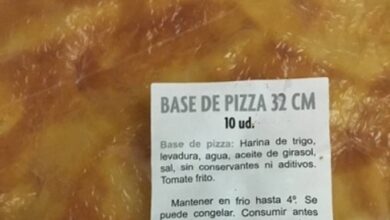 BASE DE PIZZA 32 CM
10 ud.
Base de pizza: Harina de trigo,
levadura, agua, aceite de girasol,
sal, sin conservantes ni aditivos.
Tomate frito.
Mantener en frio hasta 4º. Se
puede congelar. Consumir antes